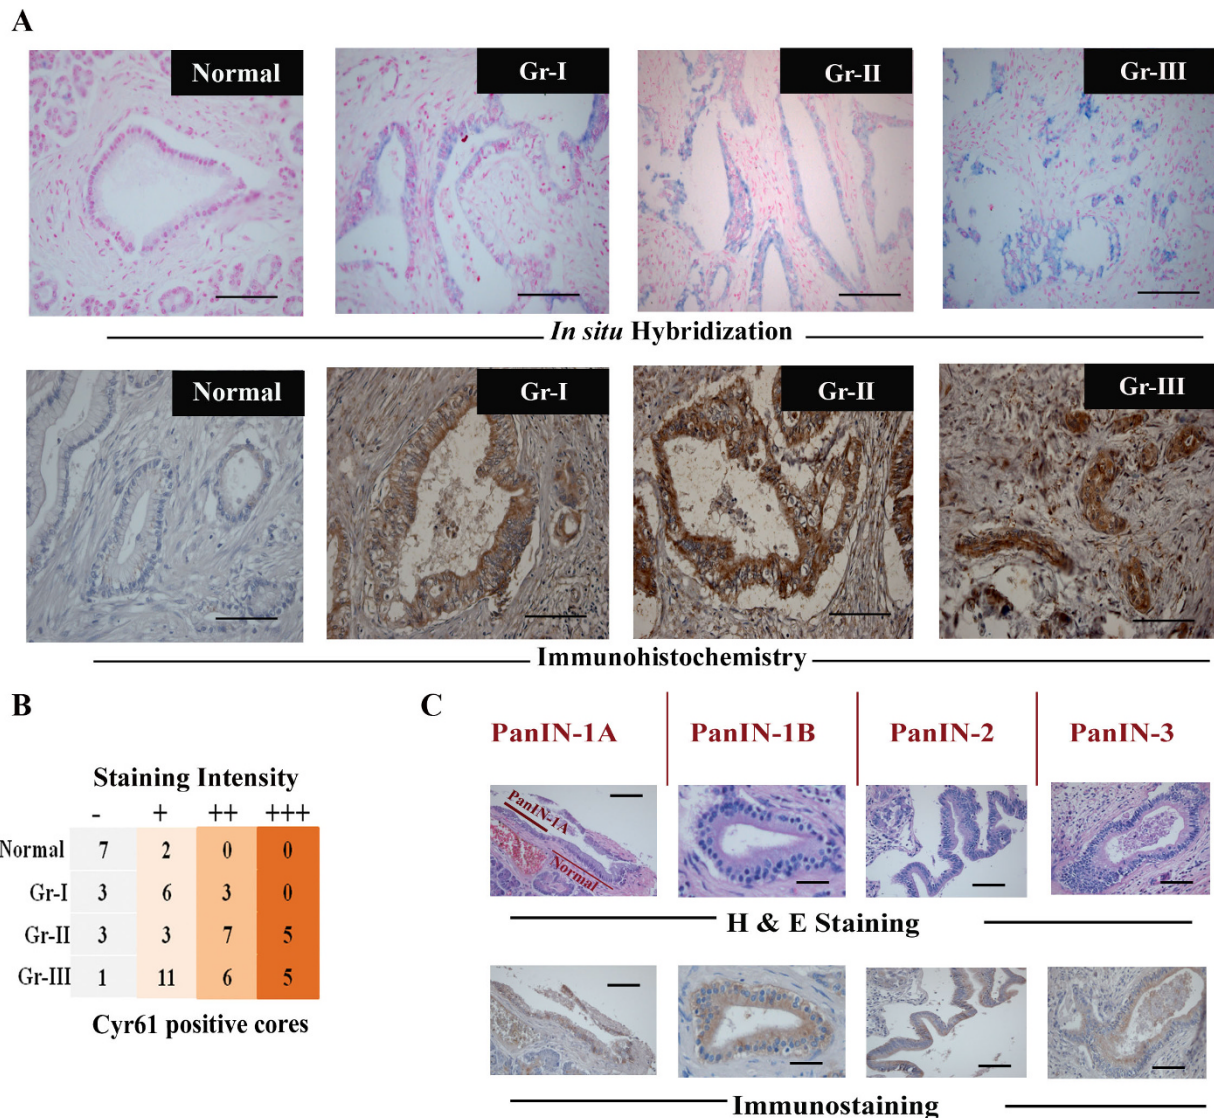 A
Normal
Gr-I
Gr-II
Gr-III
In situ Hybridization
Normal
Gr-I
Gr-II
Gr-III
Immunohistochemistry
B
Staining Intensity
- + ++ +++
Normal 7 2 0 0
Gr-I 3 6 3 0
Gr-II 3 3 7 5
Gr-III 1 11 6 5
Cyr61 positive cores
C
PanIN-1A
PanIN-1B
PanIN-2
PanIN-3
PanIN-1A
Normal
H & E Staining
Immunostaining